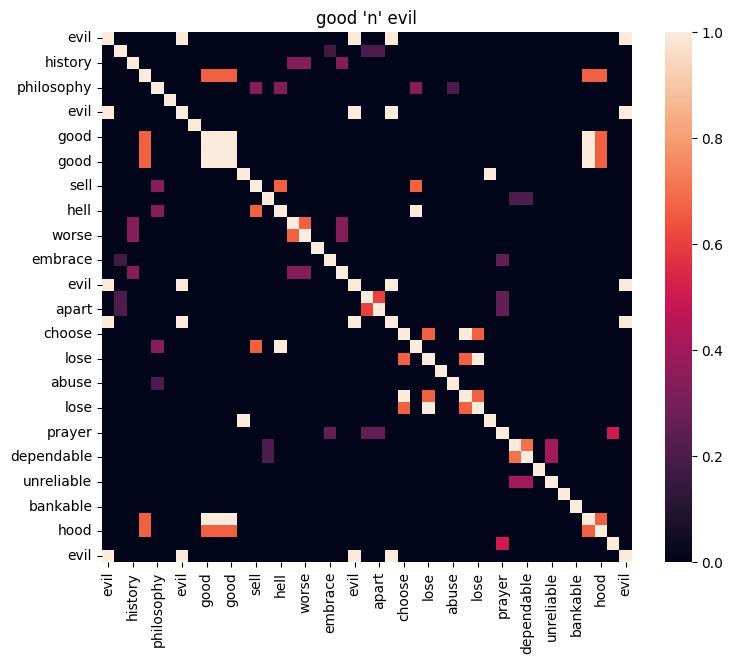 good 'n' evil
evil
history
philosophy
evil
good
good
sell
hell
worse
embrace
evil
apart
choose
lose
abuse
lose
prayer
dependable
unreliable
bankable
hood
evil
evil
history
philosophy
evil
good
good
sell
hell
worse
embrace
evil
apart
choose
lose
abuse
lose
prayer
dependable
unreliable
bankable
hood
evil
1.0
0.8
0.6
0.4
0.2
0.0